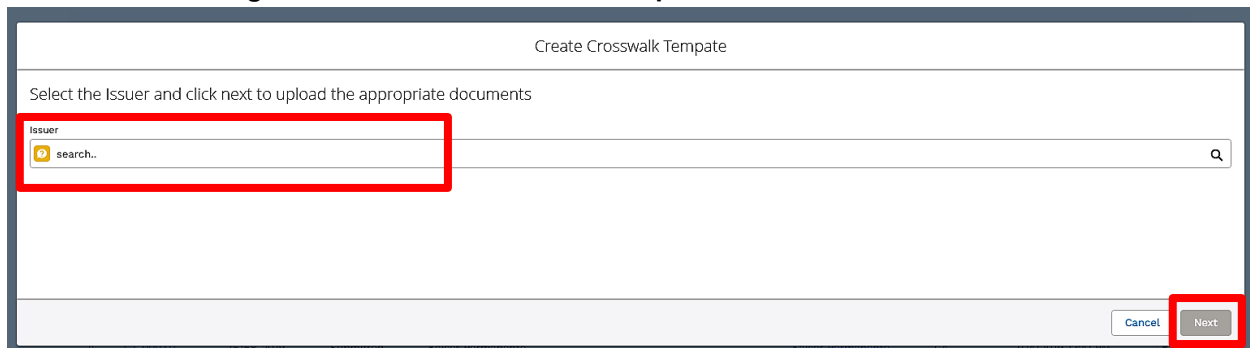 Create Crosswalk Tempate
Select the Issuer and click next to upload the appropriate documents
Issuer
search..
Cancel Next